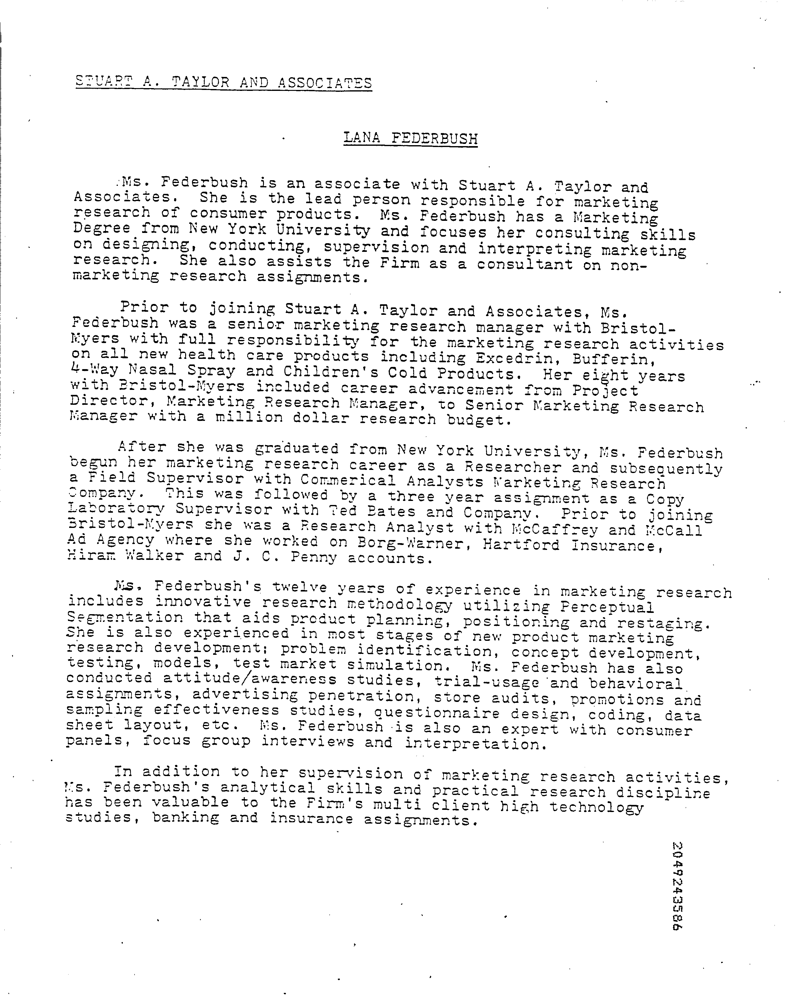 STUART A. TAYLOR AND ASSOCIATES
LANA FEDERBUSH
Ms. Federbush is an associate with Stuart A. Taylor and
Associates. She is the lead person responsible for marketing
research of consumer products. Ms. Federbush has a Marketing
Degree from New York University and focuses her consulting skills
on designing, conducting, supervision and interpreting marketing
research. She also assists the Firm as a consultant on non-
marketing research assignments.
Prior to joining Stuart A. Taylor and Associates, Ms.
Federbush was a senior marketing research manager with Bristol-
Myers with full responsibility for the marketing research activities
on all new health care products including Excedrin, Bufferin,
4-Way Nasal Spray and Children's Cold Products. Her eight years
with Bristol-Myers included career advancement from Project
Director, Marketing Research Manager, to Senior Marketing Research
Manager with a million dollar research budget.
After she was graduated from New York University, Ms. Federbush
begun her marketing research career as a Researcher and subsequently
a Field Supervisor with Commerical Analysts Marketing Research
Company. This was followed by a three year assignment as a Copy
Laboratory Supervisor with Ted Bates and Company. Prior to joining
Bristol-Myers she was a Research Analyst with McCaffrey and McCall
Ad Agency where she worked on Borg-Warner, Hartford Insurance,
Hiram Walker and J. C. Penny accounts.
Ms. Federbush's twelve years of experience in marketing research
includes innovative research methodology utilizing Perceptual
Segmentation that aids product planning, positioning and restaging.
She is also experienced in most stages of new product marketing
research development; problem identification, concept development,
testing, models, test market simulation. Ms. Federbush has also
conducted attitude/awareness studies, trial-usage and behavioral
assignments, advertising penetration, store audits, promotions and
sampling effectiveness studies, questionnaire design, coding, data
sheet layout, etc. Ms. Federbush is also an expert with consumer
panels, focus group interviews and interpretation.
In addition to her supervision of marketing research activities,
Ms. Federbush's analytical skills and practical research discipline
has been valuable to the Firm's multi client high technology
studies, banking and insurance assignments.
2049243586